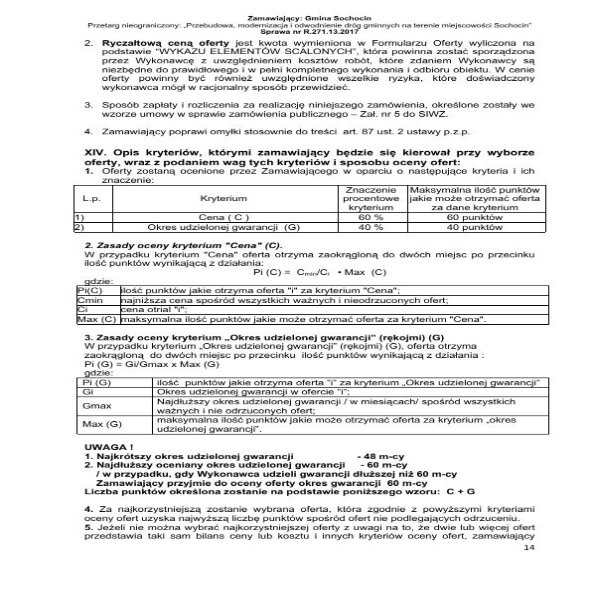 Zamawiający: Gmina Sochocin
Przetarg nieograniczony: „Przebudowa, modernizacja i odwodnienie dróg gminnych na terenie miejscowości Sochocin"
Sprawa nr R.271.13.2017
2. Ryczałtową ceną oferty jest kwota wymieniona w Formularzu Oferty wyliczona na
podstawie "WYKAZU ELEMENTÓW SCALONYCH", która powinna zostać sporządzona
przez Wykonawcę z uwzględnieniem kosztów robót, które zdaniem Wykonawcy są
niezbędne do prawidłowego i w pełni kompletnego wykonania i odbioru obiektu. W cenie
oferty powinny być również uwzględnione wszelkie ryzyka, które doświadczony
wykonawca mógł w racjonalny sposób przewidzieć.
3. Sposób zapłaty i rozliczenia za realizację niniejszego zamówienia, określone zostały we
wzorze umowy w sprawie zamówienia publicznego – Zał. nr 5 do SIWZ.
4. Zamawiający poprawi omyłki stosownie do treści art. 87 ust. 2 ustawy p.z.p.
XIV. Opis kryteriów, którymi zamawiający będzie się kierował przy wyborze
oferty, wraz z podaniem wag tych kryteriów i sposobu oceny ofert:
1. Oferty zostaną ocenione przez Zamawiającego w oparciu o następujące kryteria i ich
znaczenie:
L.p. Kryterium Znaczenie procentowe kryterium Maksymalna ilość punktów jakie może otrzymać oferta za dane kryterium
1) Cena ( C ) 60 % 60 punktów
2) Okres udzielonej gwarancji (G) 40 % 40 punktów
2. Zasady oceny kryterium "Cena" (C).
W przypadku kryterium "Cena" oferta otrzyma zaokrągloną do dwóch miejsc po przecinku
ilość punktów wynikającą z działania:
Pi (C) = Cmin/Ci • Max (C)
gdzie:
Pi(C) ilość punktów jakie otrzyma oferta "i" za kryterium "Cena";
Cmin najniższa cena spośród wszystkich ważnych i nieodrzuconych ofert;
Ci cena otrial "i";
Max (C) maksymalna ilość punktów jakie może otrzymać oferta za kryterium "Cena".
3. Zasady oceny kryterium „Okres udzielonej gwarancji" (rękojmi) (G)
W przypadku kryterium „Okres udzielonej gwarancji" (rękojmi) (G), oferta otrzyma
zaokrągloną do dwóch miejsc po przecinku ilość punktów wynikającą z działania :
Pi (G) = Gi/Gmax x Max (G)
gdzie:
Pi (G) ilość punktów jakie otrzyma oferta "i" za kryterium „Okres udzielonej gwarancji"
Gi Okres udzielonej gwarancji w ofercie "i";
Gmax Najdłuższy okres udzielonej gwarancji / w miesiącach/ spośród wszystkich
ważnych i nie odrzuconych ofert;
Max (G) maksymalna ilość punktów jakie może otrzymać oferta za kryterium „okres
udzielonej gwarancji".
UWAGA !
1. Najkrótszy okres udzielonej gwarancji - 48 m-cy
2. Najdłuższy oceniany okres udzielonej gwarancji - 60 m-cy
/ w przypadku, gdy Wykonawca udzieli gwarancji dłuższej niż 60 m-cy
Zamawiający przyjmie do oceny oferty okres gwarancji 60 m-cy
Liczba punktów określona zostanie na podstawie poniższego wzoru: C + G
4. Za najkorzystniejszą zostanie wybrana oferta, która zgodnie z powyższymi kryteriami
oceny ofert uzyska najwyższą liczbę punktów spośród ofert nie podlegających odrzuceniu.
5. Jeżeli nie można wybrać najkorzystniejszej oferty z uwagi na to, że dwie lub więcej ofert
przedstawia taki sam bilans ceny lub kosztu i innych kryteriów oceny ofert, zamawiający
14